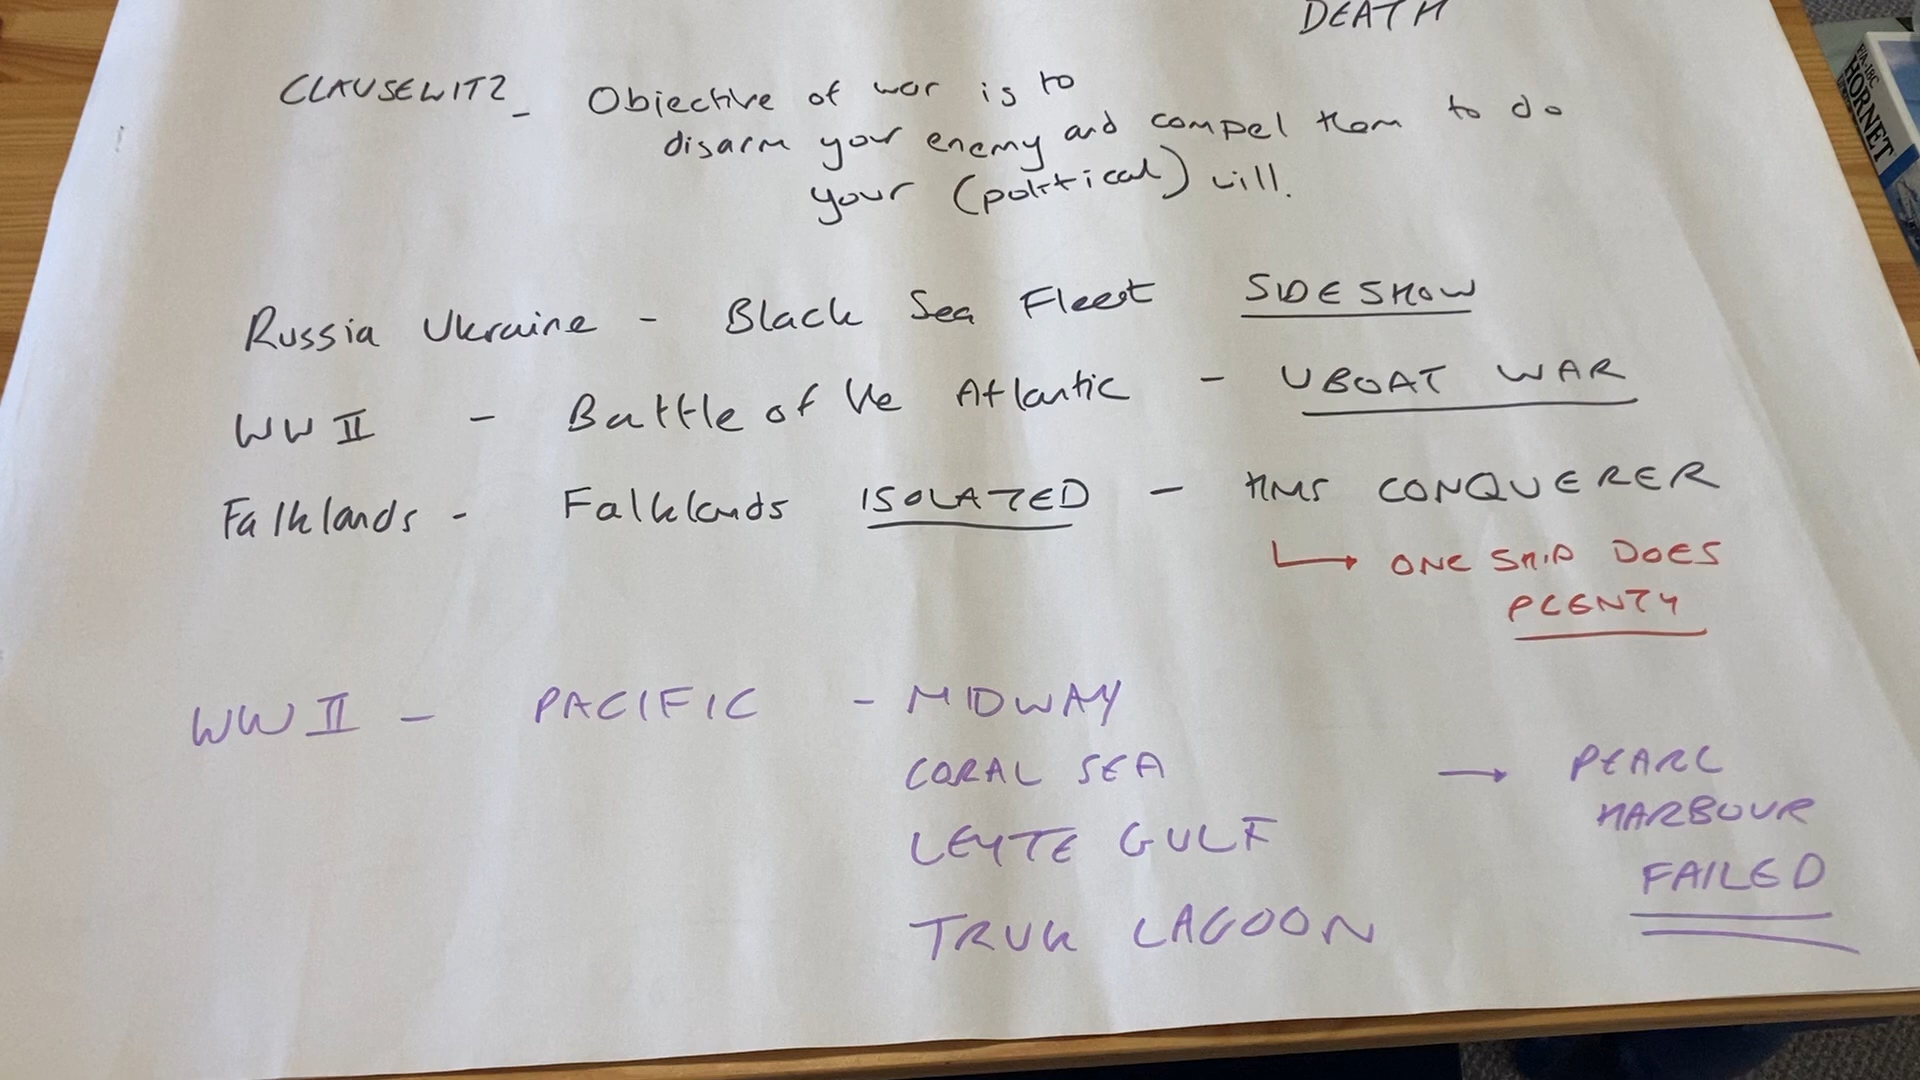 DEATH
CLAUSEWITZ - Objective of war is to
disarm your enemy and compel them to do
your (political) will.
Russia Ukraine - Black Sea Fleet SIDESHOW
WW II - Battle of the Atlantic - UBOAT WAR
Falklands - Falklands ISOLATED - HMS CONQUERER
ONE SHIP DOES
PLENTY
WW II - PACIFIC - MIDWAY
CORAL SEA
LEYTE GULF
TRUK LAGOON
→ PEARL
HARBOUR
FAILED
F/A-18C
HORNET